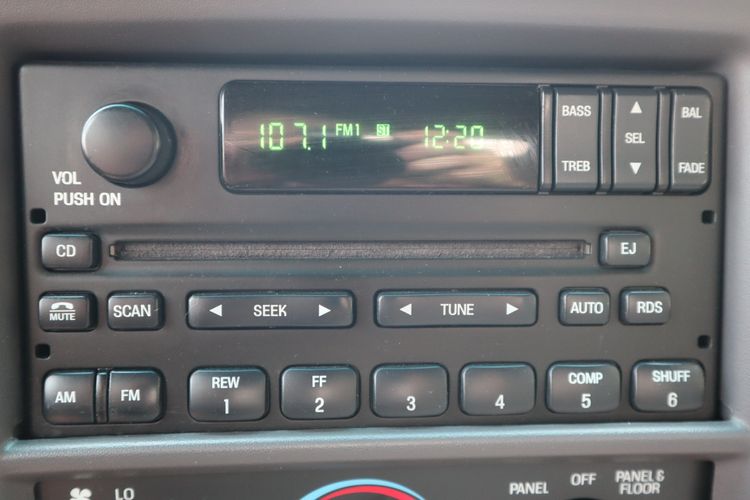 107.1 FM1 ST 12:20
BASS
BAL
SEL
TREB
FADE
VOL
PUSH ON
CD
EJ
MUTE
SCAN
SEEK
TUNE
AUTO
RDS
AM
FM
REW
1
FF
2
3
4
COMP
5
SHUFF
6
LO
PANEL
OFF
PANEL &
FLOOR